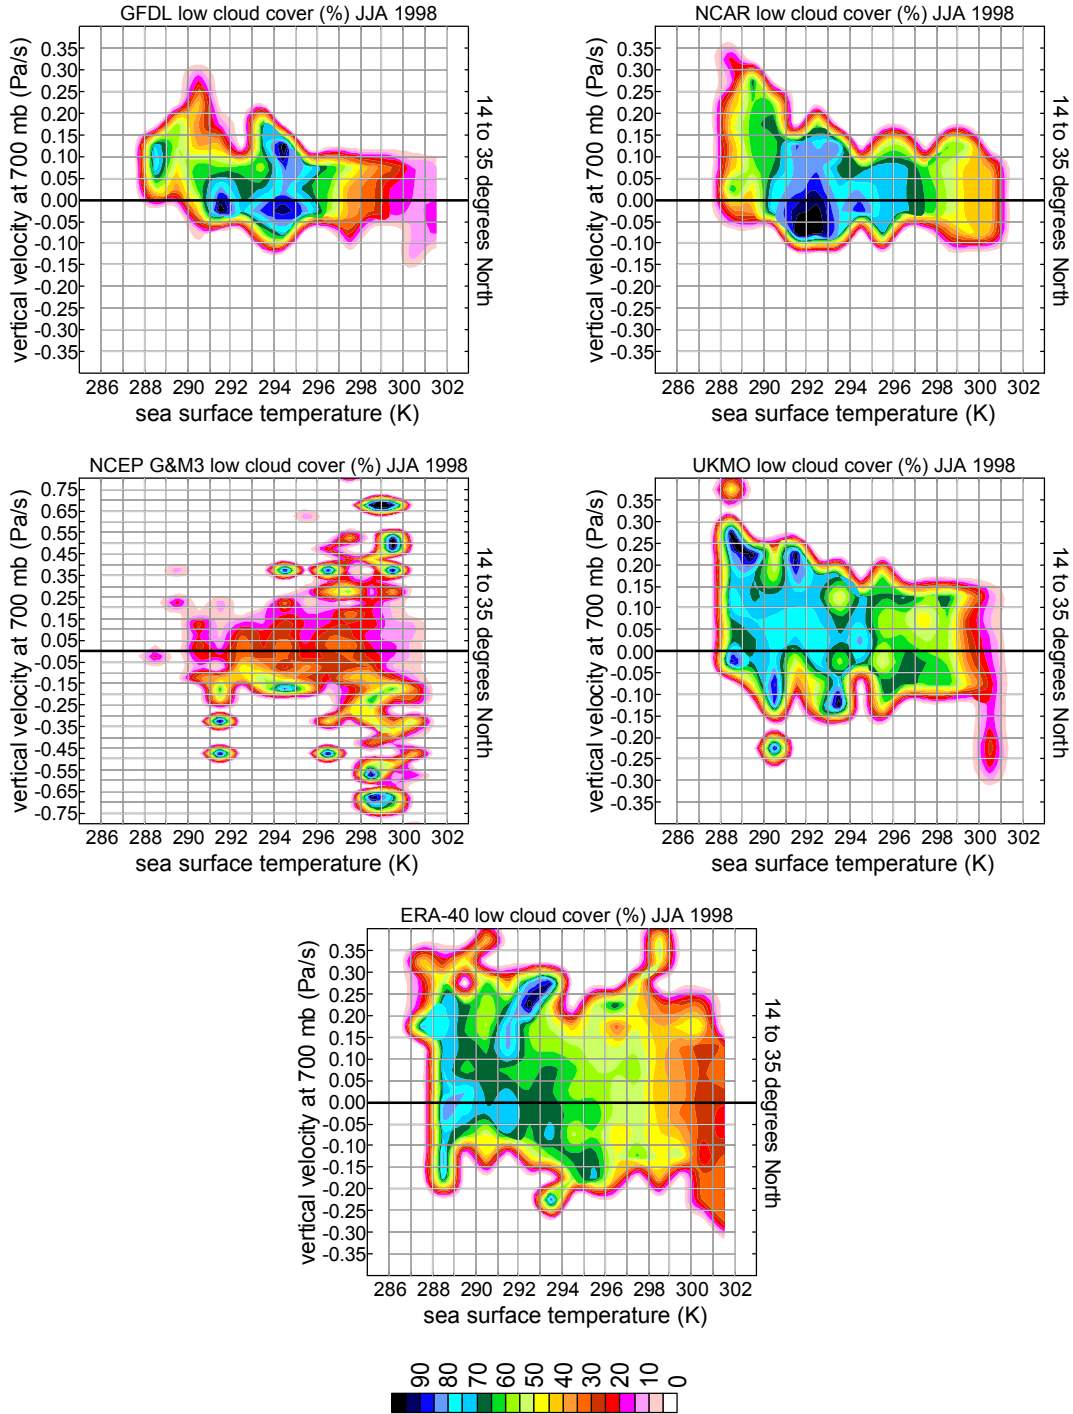 GFDL low cloud cover (%) JJA 1998
vertical velocity at 700 mb (Pa/s)
0.35
0.30
0.25
0.20
0.15
0.10
0.05
0.00
-0.05
-0.10
-0.15
-0.20
-0.25
-0.30
-0.35
286 288 290 292 294 296 298 300 302
sea surface temperature (K)
14 to 35 degrees North
NCAR low cloud cover (%) JJA 1998
vertical velocity at 700 mb (Pa/s)
0.35
0.30
0.25
0.20
0.15
0.10
0.05
0.00
-0.05
-0.10
-0.15
-0.20
-0.25
-0.30
-0.35
286 288 290 292 294 296 298 300 302
sea surface temperature (K)
14 to 35 degrees North
NCEP G&M3 low cloud cover (%) JJA 1998
vertical velocity at 700 mb (Pa/s)
0.75
0.65
0.55
0.45
0.35
0.25
0.15
0.05
-0.05
-0.15
-0.25
-0.35
-0.45
-0.55
-0.65
-0.75
286 288 290 292 294 296 298 300 302
sea surface temperature (K)
14 to 35 degrees North
UKMO low cloud cover (%) JJA 1998
vertical velocity at 700 mb (Pa/s)
0.35
0.30
0.25
0.20
0.15
0.10
0.05
0.00
-0.05
-0.10
-0.15
-0.20
-0.25
-0.30
-0.35
286 288 290 292 294 296 298 300 302
sea surface temperature (K)
14 to 35 degrees North
ERA-40 low cloud cover (%) JJA 1998
vertical velocity at 700 mb (Pa/s)
0.35
0.30
0.25
0.20
0.15
0.10
0.05
0.00
-0.05
-0.10
-0.15
-0.20
-0.25
-0.30
-0.35
286 288 290 292 294 296 298 300 302
sea surface temperature (K)
14 to 35 degrees North
90 80 70 60 50 40 30 20 10 0